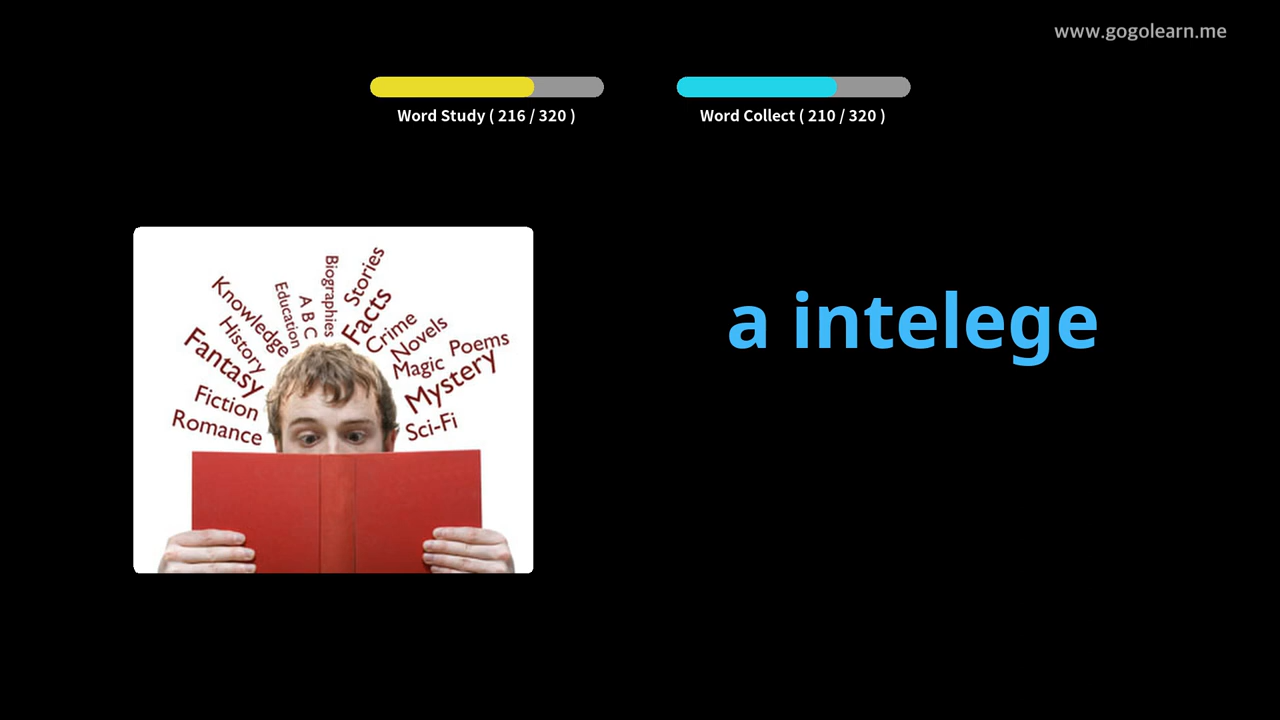 www.gogolearn.me
Word Study ( 216 / 320 )
Word Collect ( 210 / 320 )
a intelege
Knowledge
History
Fantasy
Fiction
Romance
Education
A B C
Biographies
Stories
Facts
Crime
Novels
Magic
Poems
Mystery
Sci-Fi